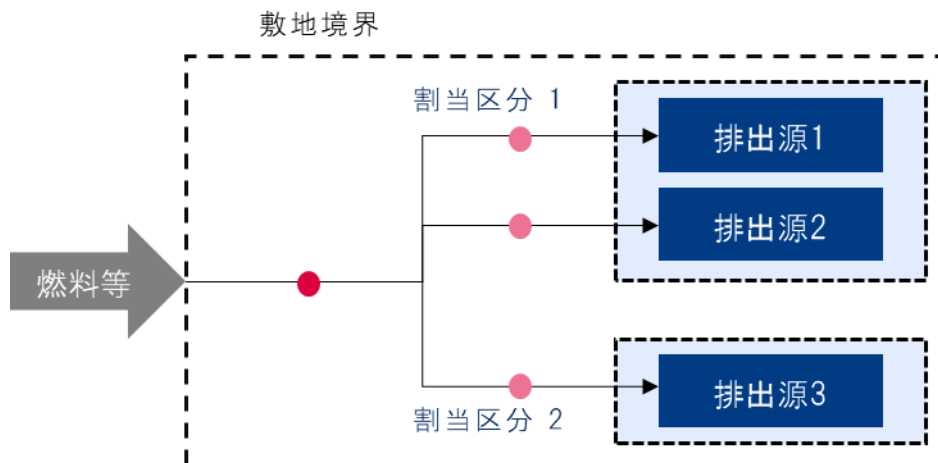 敷地境界
割当区分 1
排出源1
排出源2
燃料等
排出源3
割当区分 2